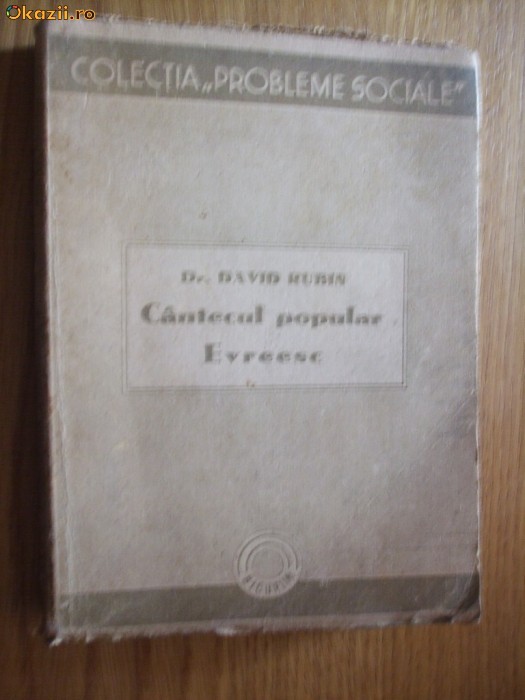 Okazii.ro
COLECȚIA „PROBLEME SOCIALE”
Dr. DAVID RUBIN
Cântecul popular
Evreesc